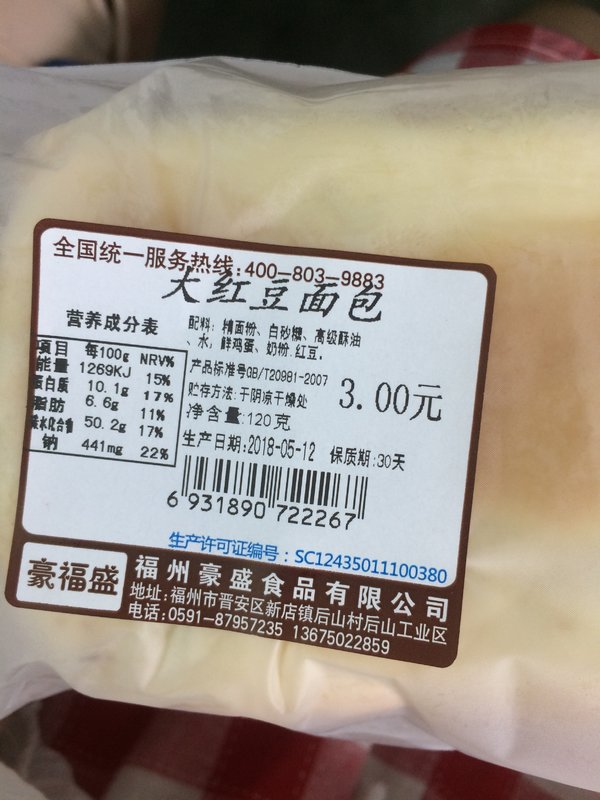 全国统一服务热线:400-803-9883
大红豆面包
营养成分表
项目 每100g NRV%
能量 1269KJ 15%
蛋白质 10.1g 17%
脂肪 6.6g 11%
碳水化合物 50.2g 17%
钠 441mg 22%
配料: 精面粉、白砂糖、高级酥油
、水、鲜鸡蛋、奶粉.红豆。
产品标准号GB/T20981-2007
贮存方法:干阴凉干燥处
3.00元
净含量:120克
生产日期:2018-05-12 保质期:30天
6 931890 722267
生产许可证编号:SC12435011100380
豪福盛
福州豪盛食品有限公司
地址:福州市晋安区新店镇后山村后山工业区
电话:0591-87957235 13675022859